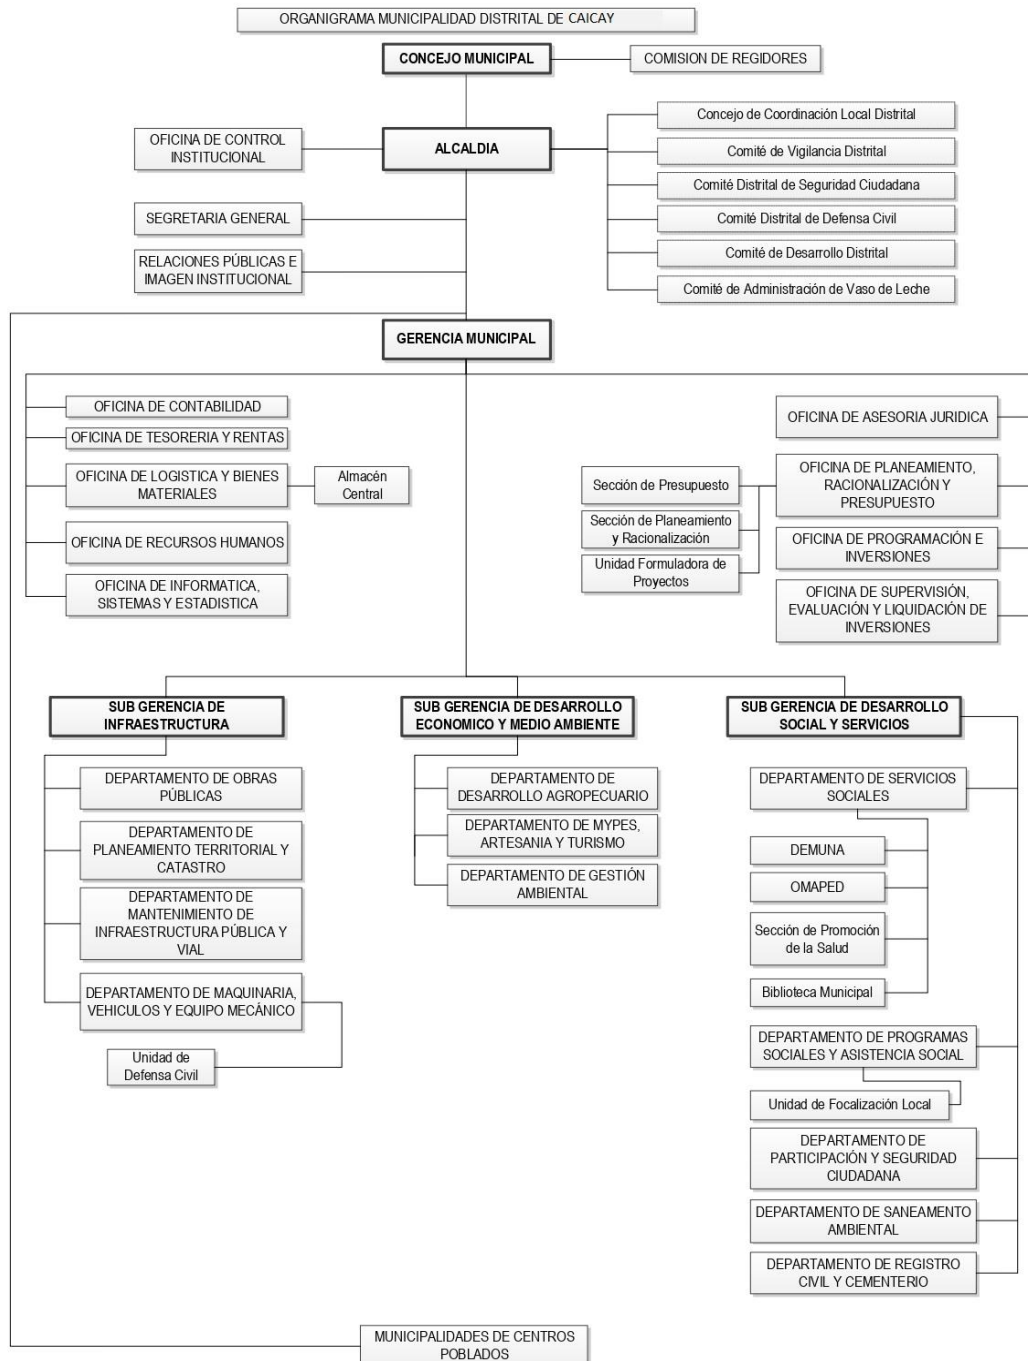 ORGANIGRAMA MUNICIPALIDAD DISTRITAL DE CAICAY
CONCEJO MUNICIPAL
COMISION DE REGIDORES
OFICINA DE CONTROL
INSTITUCIONAL
ALCALDIA
Concejo de Coordinación Local Distrital
Comité de Vigilancia Distrital
Comité Distrital de Seguridad Ciudadana
Comité Distrital de Defensa Civil
Comité de Desarrollo Distrital
Comité de Administración de Vaso de Leche
SEGRETARIA GENERAL
RELACIONES PÚBLICAS E
IMAGEN INSTITUCIONAL
GERENCIA MUNICIPAL
OFICINA DE CONTABILIDAD
OFICINA DE TESORERIA Y RENTAS
OFICINA DE LOGISTICA Y BIENES
MATERIALES
Almacén
Central
OFICINA DE RECURSOS HUMANOS
OFICINA DE INFORMATICA,
SISTEMAS Y ESTADISTICA
OFICINA DE ASESORIA JURIDICA
OFICINA DE PLANEAMIENTO,
RACIONALIZACIÓN Y
PRESUPUESTO
Sección de Presupuesto
Sección de Planeamiento
y Racionalización
Unidad Formuladora de
Proyectos
OFICINA DE PROGRAMACIÓN E
INVERSIONES
OFICINA DE SUPERVISIÓN,
EVALUACIÓN Y LIQUIDACIÓN DE
INVERSIONES
SUB GERENCIA DE
INFRAESTRUCTURA
DEPARTAMENTO DE OBRAS
PÚBLICAS
DEPARTAMENTO DE
PLANEAMIENTO TERRITORIAL Y
CATASTRO
DEPARTAMENTO DE
MANTENIMIENTO DE
INFRAESTRUCTURA PÚBLICA Y
VIAL
DEPARTAMENTO DE MAQUINARIA,
VEHICULOS Y EQUIPO MECÁNICO
Unidad de
Defensa Civil
SUB GERENCIA DE DESARROLLO
ECONOMICO Y MEDIO AMBIENTE
DEPARTAMENTO DE
DESARROLLO AGROPECUARIO
DEPARTAMENTO DE MYPES,
ARTESANIA Y TURISMO
DEPARTAMENTO DE GESTIÓN
AMBIENTAL
SUB GERENCIA DE DESARROLLO
SOCIAL Y SERVICIOS
DEPARTAMENTO DE SERVICIOS
SOCIALES
DEMUNA
OMAPED
Sección de Promoción
de la Salud
Biblioteca Municipal
DEPARTAMENTO DE PROGRAMAS
SOCIALES Y ASISTENCIA SOCIAL
Unidad de Focalización Local
DEPARTAMENTO DE
PARTICIPACIÓN Y SEGURIDAD
CIUDADANA
DEPARTAMENTO DE SANEAMENTO
AMBIENTAL
DEPARTAMENTO DE REGISTRO
CIVIL Y CEMENTERIO
MUNICIPALIDADES DE CENTROS
POBLADOS